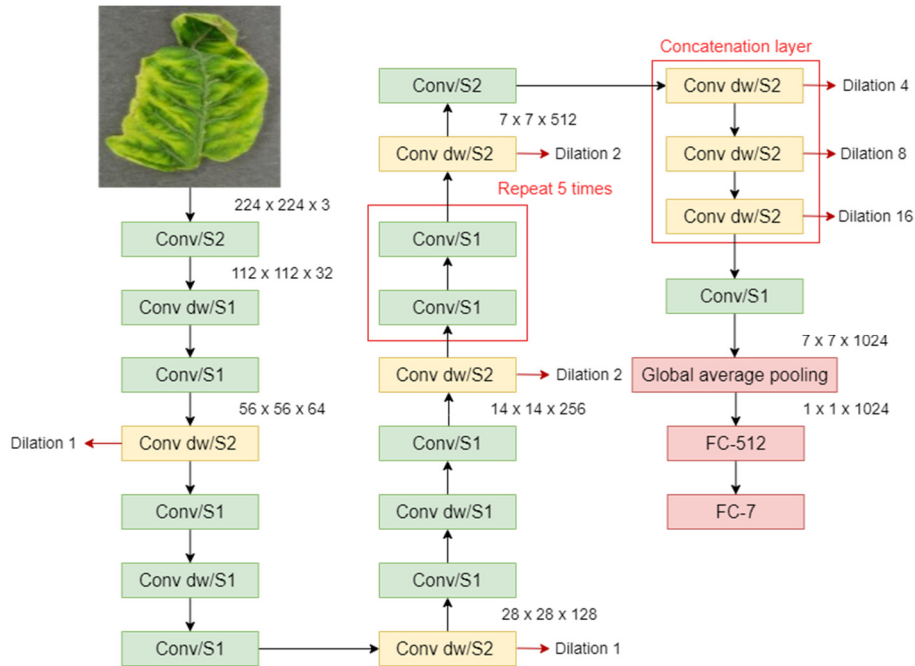 224 x 224 x 3
Conv/S2
112 x 112 x 32
Conv dw/S1
Conv/S1
56 x 56 x 64
Dilation 1
Conv dw/S2
Conv/S1
Conv dw/S1
Conv/S1
Conv dw/S2
Dilation 1
28 x 28 x 128
Conv/S1
Conv dw/S1
Conv/S1
14 x 14 x 256
Conv dw/S2
Dilation 2
Conv/S1
Conv/S1
Repeat 5 times
Conv dw/S2
Dilation 2
7 x 7 x 512
Conv/S2
Concatenation layer
Conv dw/S2
Dilation 4
Conv dw/S2
Dilation 8
Conv dw/S2
Dilation 16
Conv/S1
7 x 7 x 1024
Global average pooling
1 x 1 x 1024
FC-512
FC-7